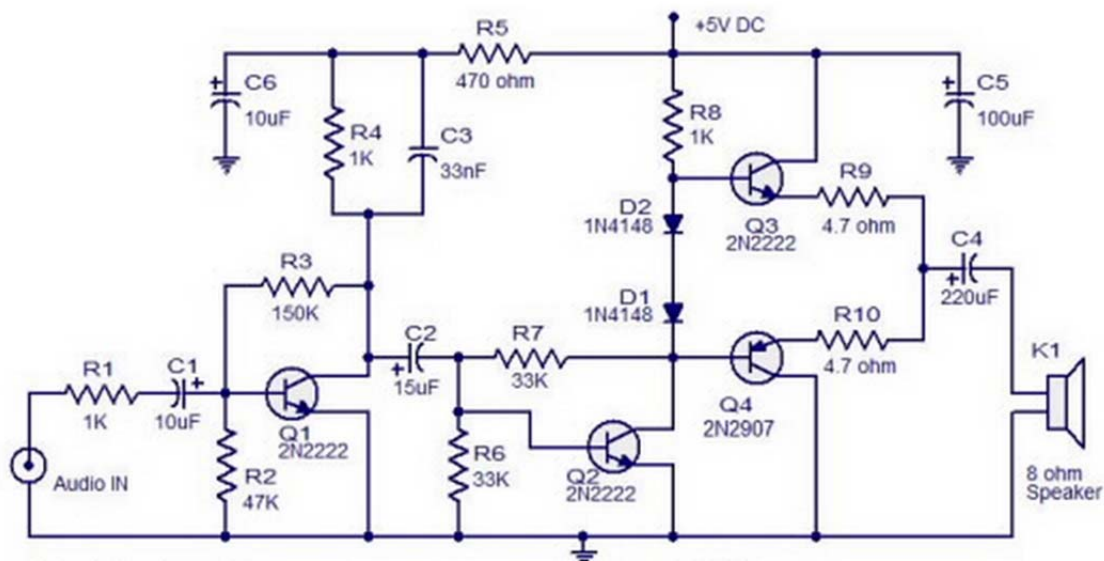 +5V DC
R5
470 ohm
C6
10uF
R4
1K
C3
33nF
R8
1K
C5
100uF
D2
1N4148
Q3
2N2222
R9
4.7 ohm
C4
220uF
R3
150K
D1
1N4148
R10
4.7 ohm
C2
15uF
R7
33K
K1
R1
1K
C1
10uF
Q1
2N2222
Q4
2N2907
Audio IN
R2
47K
R6
33K
Q2
2N2222
8 ohm
Speaker